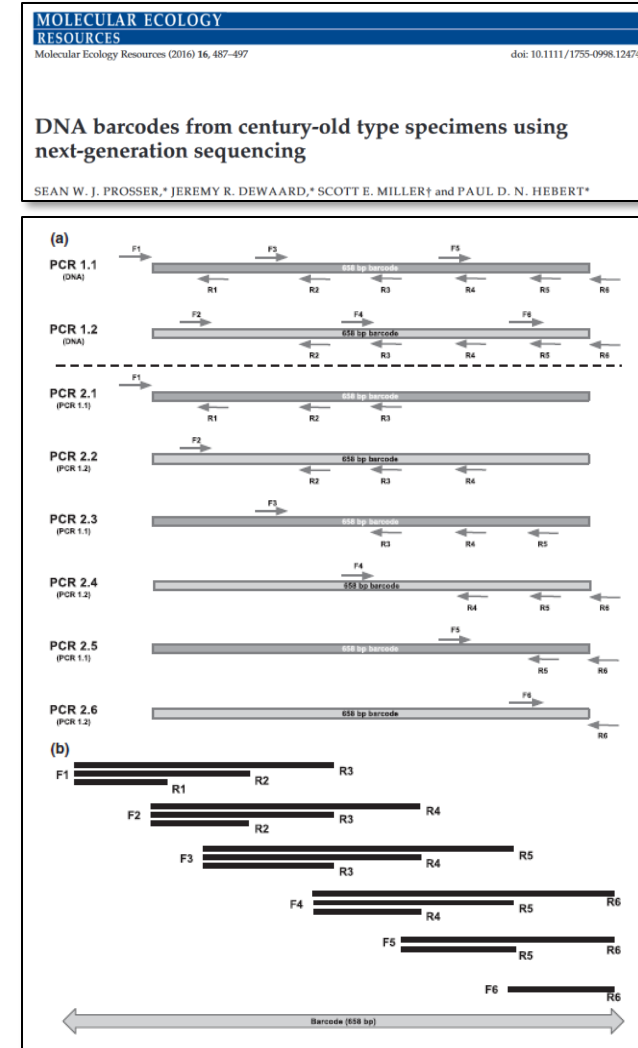 MOLECULAR ECOLOGY
RESOURCES
Molecular Ecology Resources (2016) 16, 487–497 doi: 10.1111/1755-0998.12474
DNA barcodes from century-old type specimens using
next-generation sequencing
SEAN W. J. PROSSER,* JEREMY R. DEWAARD,* SCOTT E. MILLER† and PAUL D. N. HEBERT*
(a)
F1 F3 F5
PCR 1.1 658 bp barcode
(DNA)
R1 R2 R3 R4 R5 R6
F2 F4 F6
PCR 1.2 658 bp barcode
(DNA)
R2 R3 R4 R5 R6
F1
PCR 2.1 658 bp barcode
(PCR 1.1)
R1 R2 R3
F2
PCR 2.2 658 bp barcode
(PCR 1.2)
R2 R3 R4
F3
PCR 2.3 658 bp barcode
(PCR 1.1)
R3 R4 R5
F4
PCR 2.4 658 bp barcode
(PCR 1.2)
R4 R5 R6
F5
PCR 2.5 658 bp barcode
(PCR 1.1)
R5 R6
F6
PCR 2.6 658 bp barcode
(PCR 1.2)
R6
(b)
F1 R3
R2
R1
F2 R4
R3
R2
F3 R5
R4
R3
F4 R6
R5
R4
F5 R6
R5
F6 R6
Barcode (658 bp)